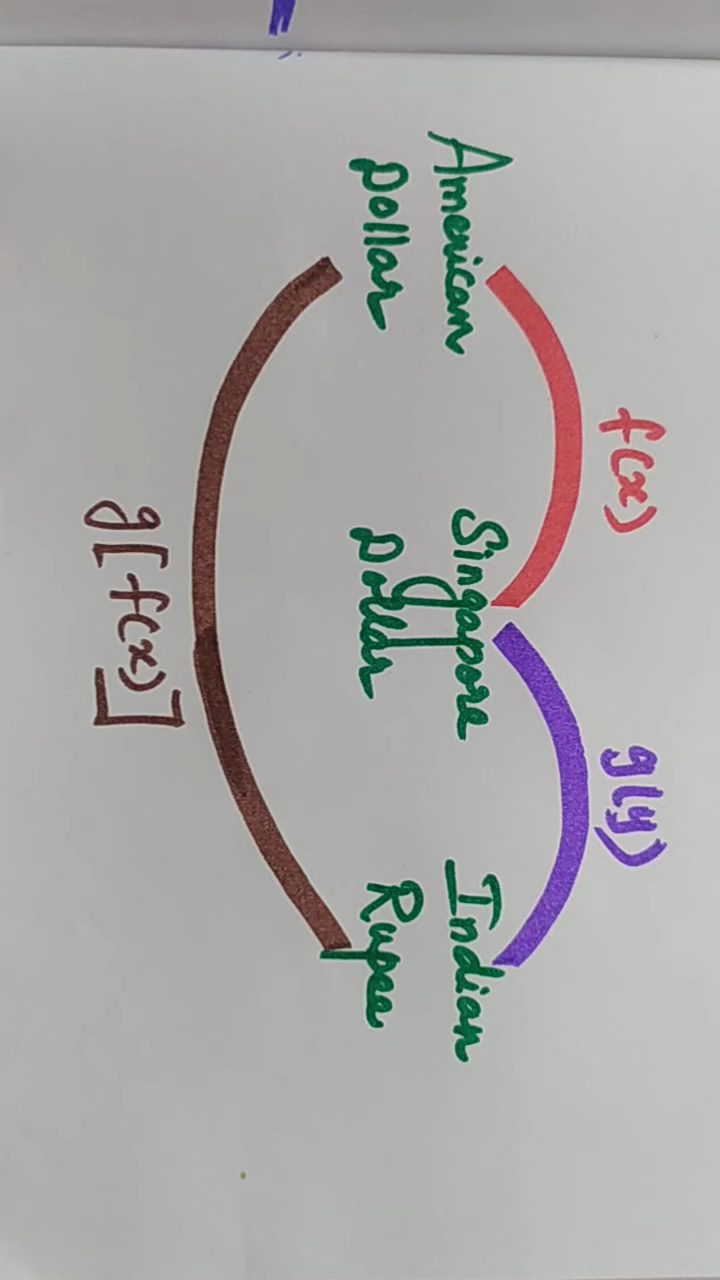 f(x)
g(y)
American
Dollar
Singapore
Dollar
Indian
Rupee
g[f(x)]